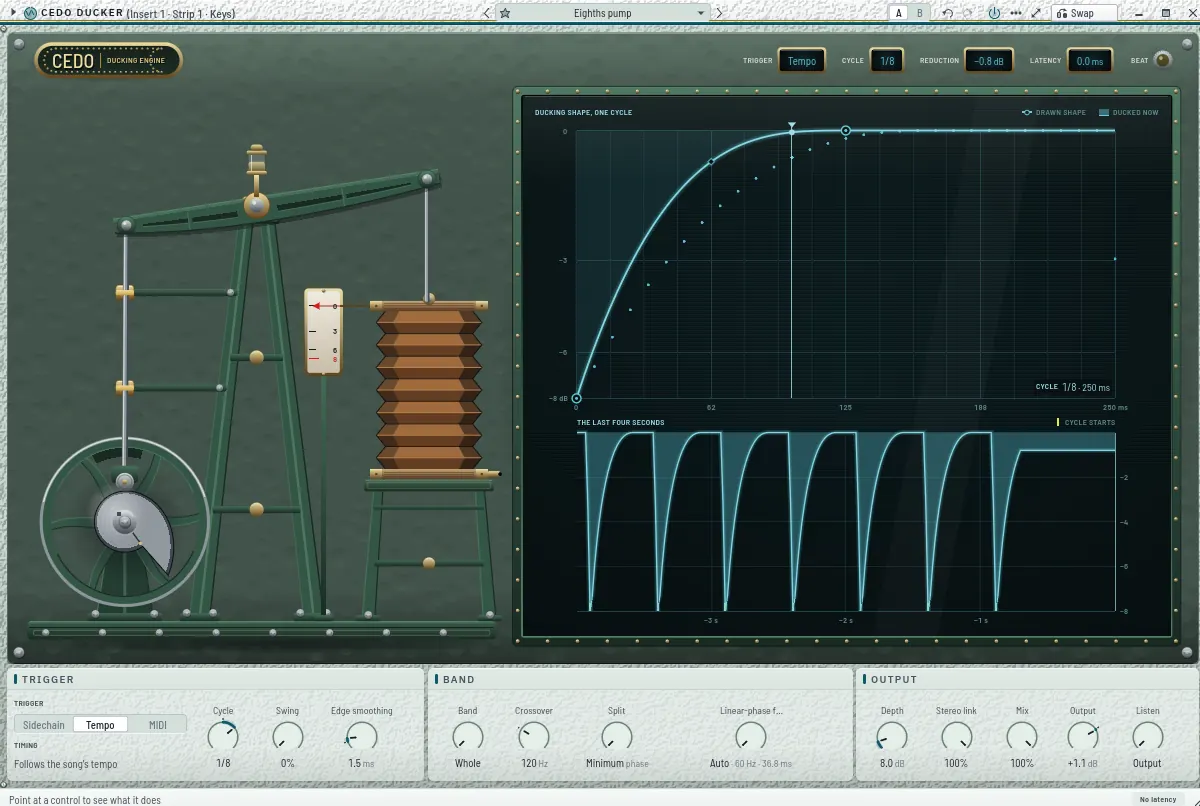 CEDO DUCKER (Insert 1 · Strip 1 · Keys)
Eighths pump
A B
Swap
CEDO DUCKING ENGINE
TRIGGER Tempo CYCLE 1/8 REDUCTION −0.8 dB LATENCY 0.0 ms BEAT
DUCKING SHAPE, ONE CYCLE
DRAWN SHAPE DUCKED NOW
0
−3
−6
−8 dB
CYCLE 1/8 · 250 ms
0 62 125 188 250 ms
0
3
6
8
THE LAST FOUR SECONDS
CYCLE STARTS
−2
−4
−6
−8
−3 s −2 s −1 s
TRIGGER
TRIGGER
Sidechain Tempo MIDI
TIMING
Follows the song's tempo
Cycle Swing Edge smoothing
1/8 0% 1.5 ms
BAND
Band Crossover Split Linear-phase f...
Whole 120 Hz Minimum phase Auto · 60 Hz · 36.8 ms
OUTPUT
Depth Stereo link Mix Output Listen
8.0 dB 100% 100% +1.1 dB Output
Point at a control to see what it does
No latency